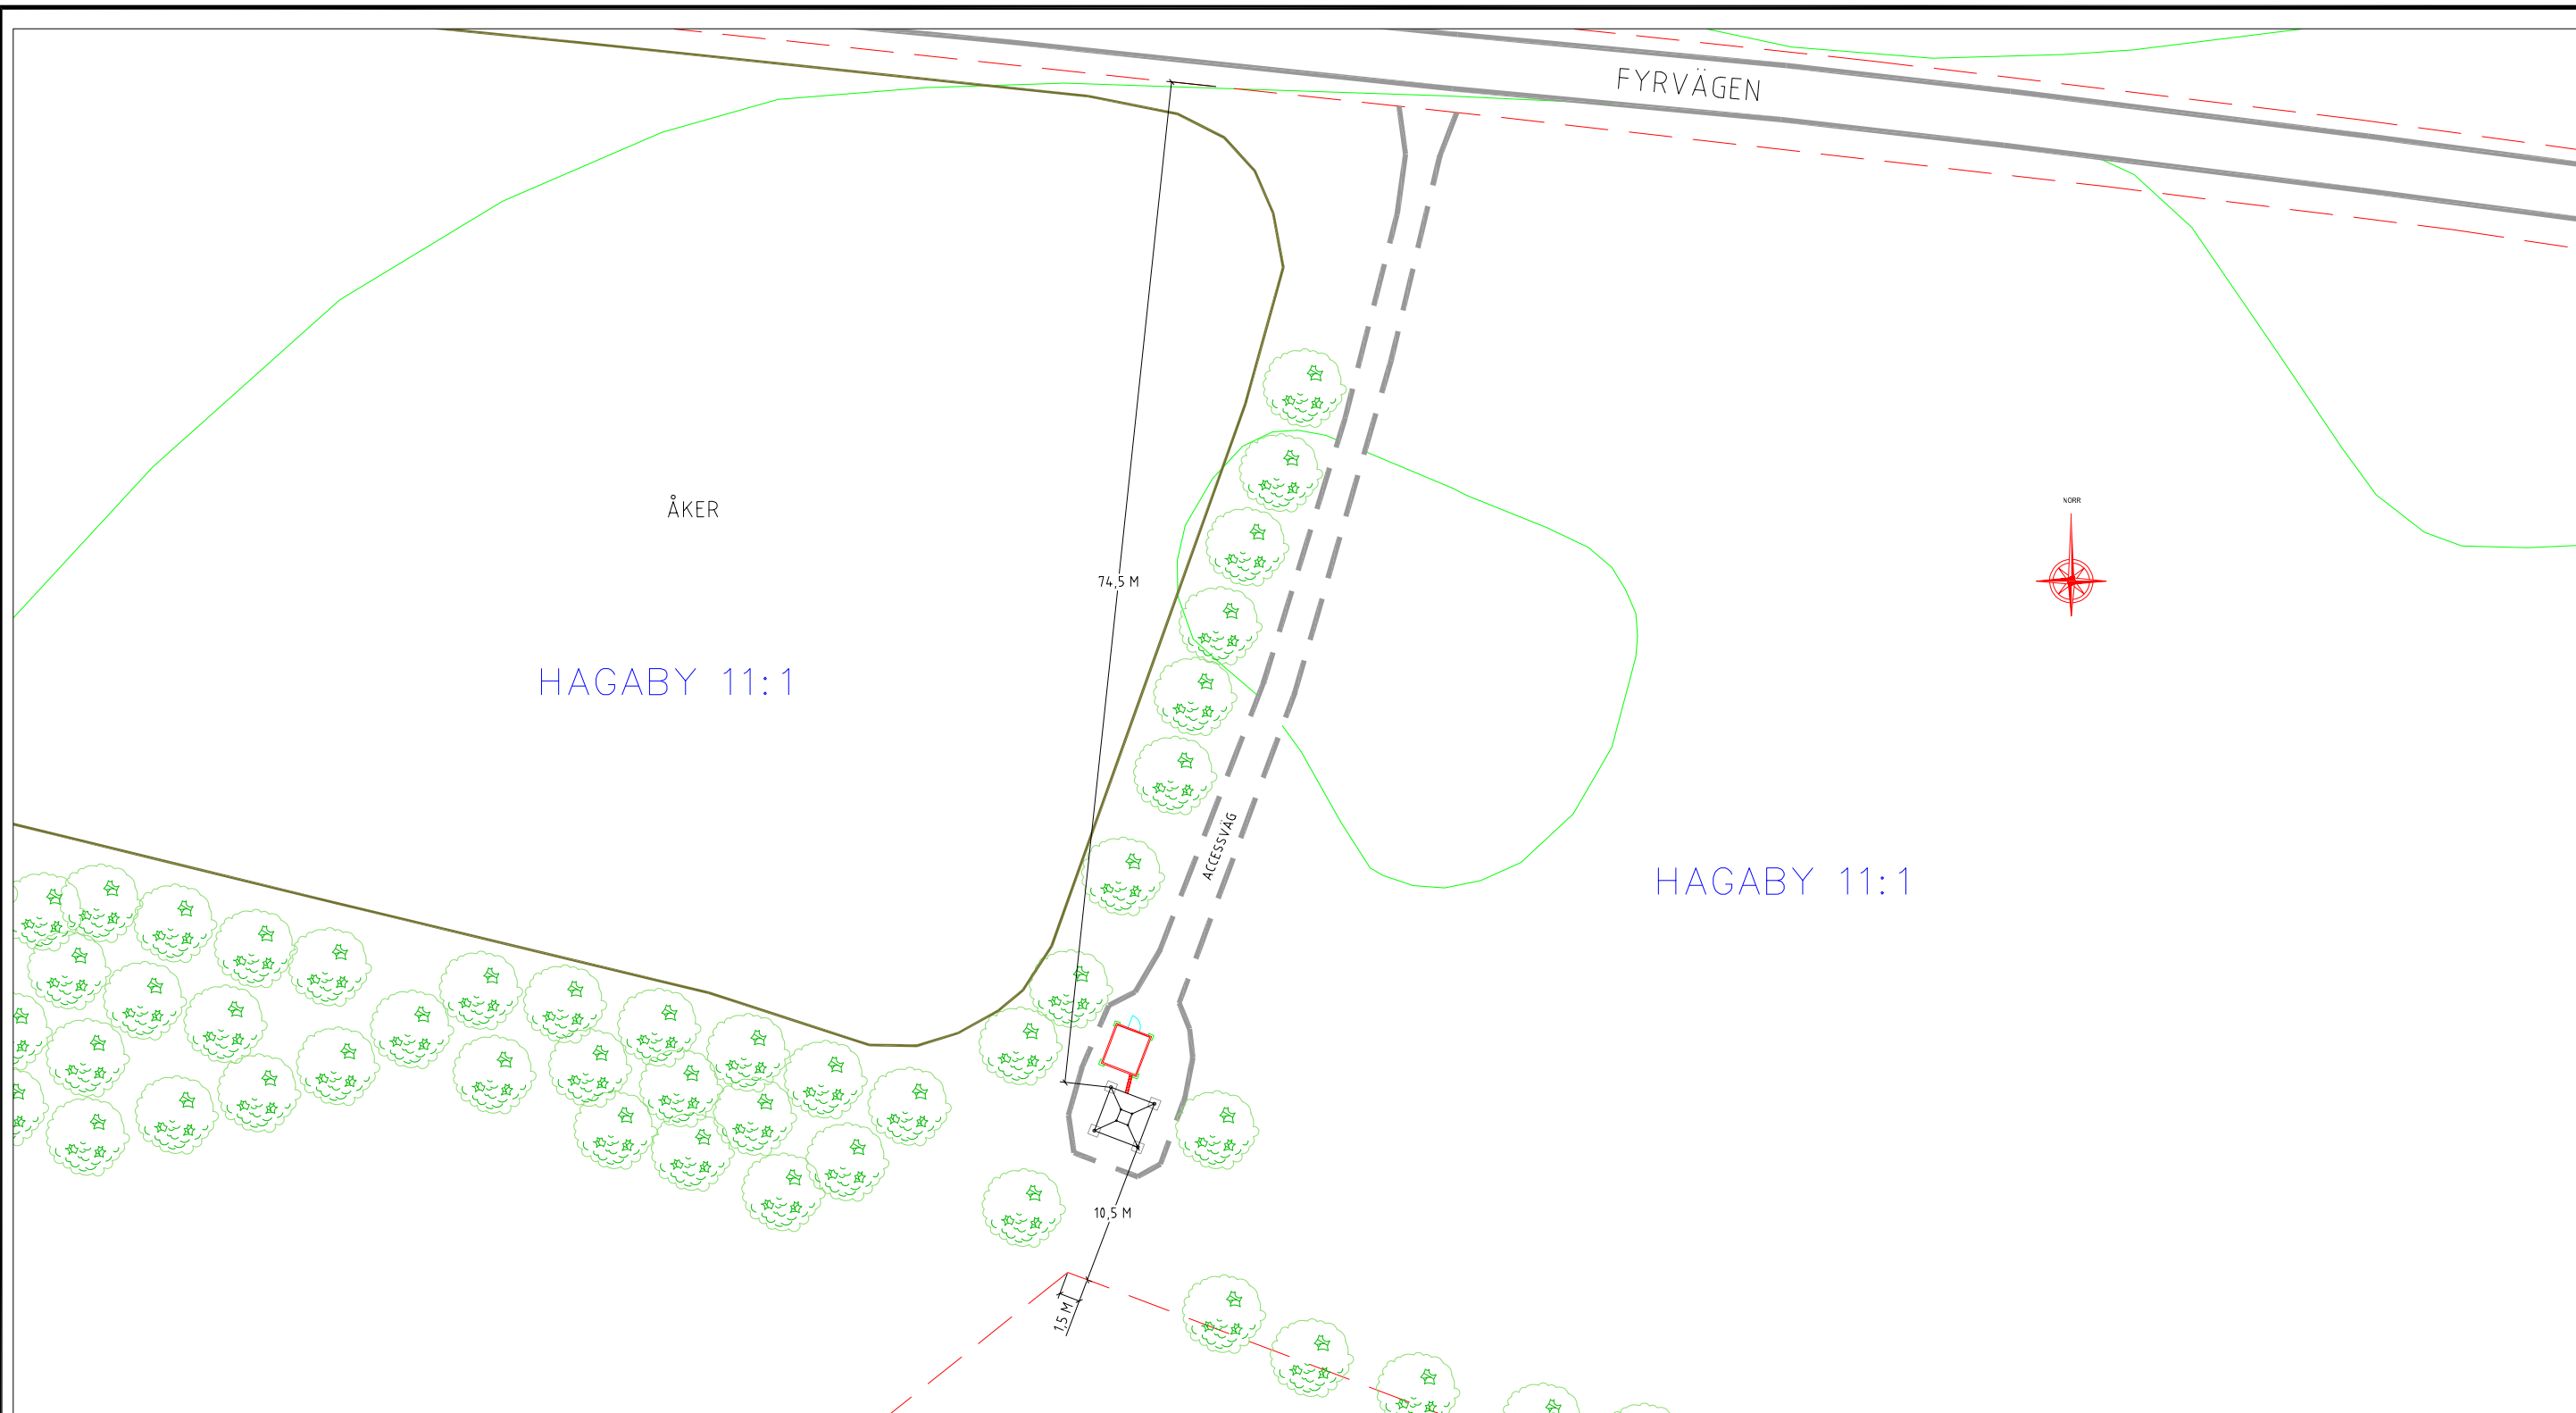 FYRVÄGEN
NORR
ÅKER
74,5 M
HAGABY 11:1
ACCESSVÄG
HAGABY 11:1
10,5 M
1,5 M